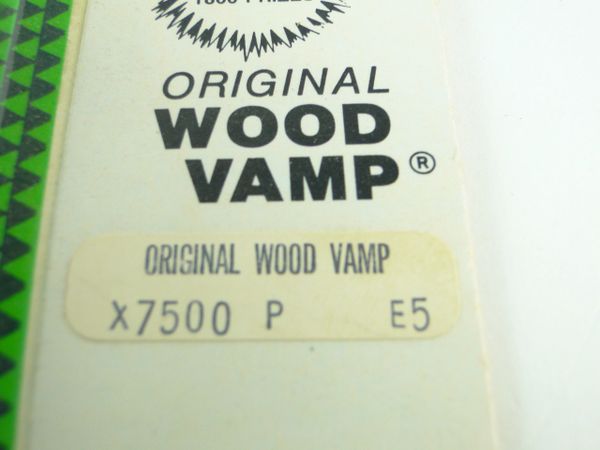 ORIGINAL
WOOD
VAMP®
ORIGINAL WOOD VAMP
X7500 P E5